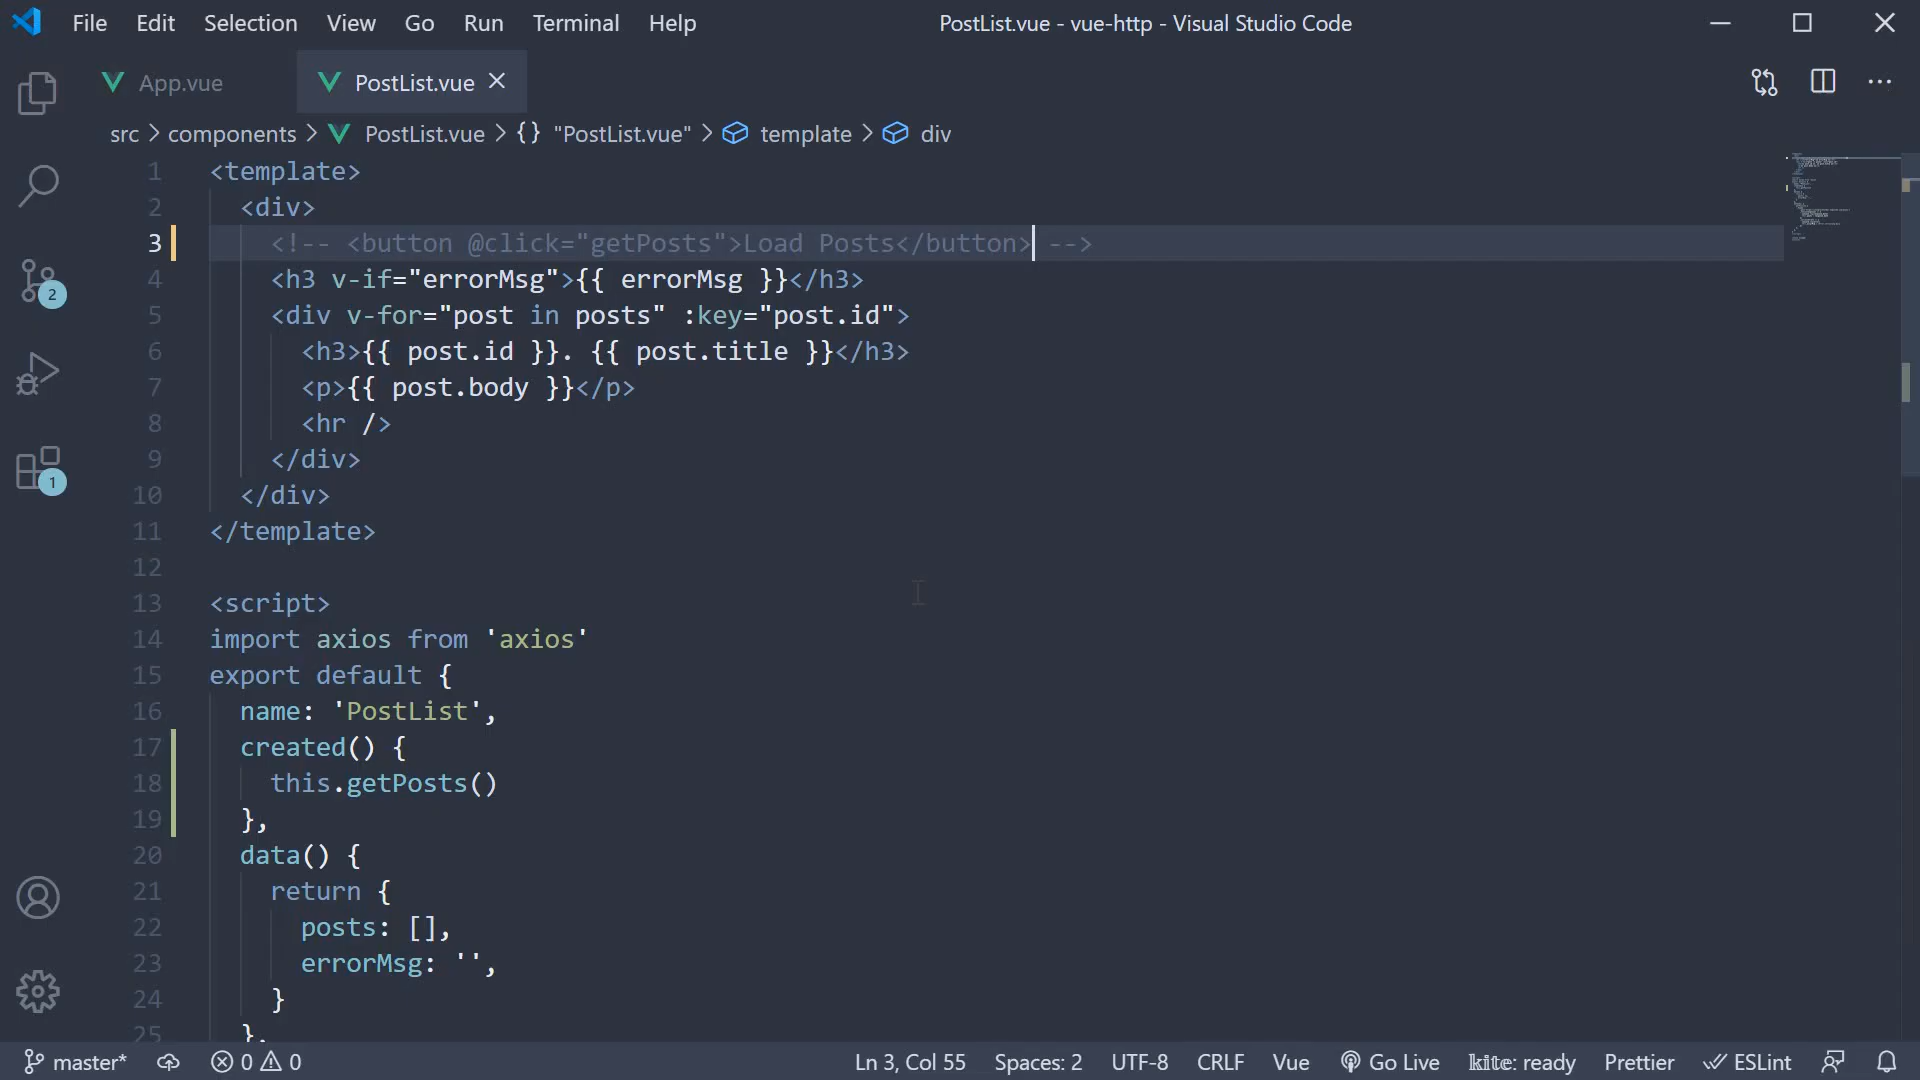 File Edit Selection View Go Run Terminal Help PostList.vue - vue-http - Visual Studio Code
App.vue PostList.vue
src > components > PostList.vue > {} "PostList.vue" > template > div
1 <template>
2 <div>
3 <!-- <button @click="getPosts">Load Posts</button> -->
4 <h3 v-if="errorMsg">{{ errorMsg }}</h3>
5 <div v-for="post in posts" :key="post.id">
6 <h3>{{ post.id }}. {{ post.title }}</h3>
7 <p>{{ post.body }}</p>
8 <hr />
9 </div>
10 </div>
11 </template>
12
13 <script>
14 import axios from 'axios'
15 export default {
16 name: 'PostList',
17 created() {
18 this.getPosts()
19 },
20 data() {
21 return {
22 posts: [],
23 errorMsg: '',
24 }
25 },
2
1
master* 0 0 Ln 3, Col 55 Spaces: 2 UTF-8 CRLF Vue Go Live kite: ready Prettier ESLint